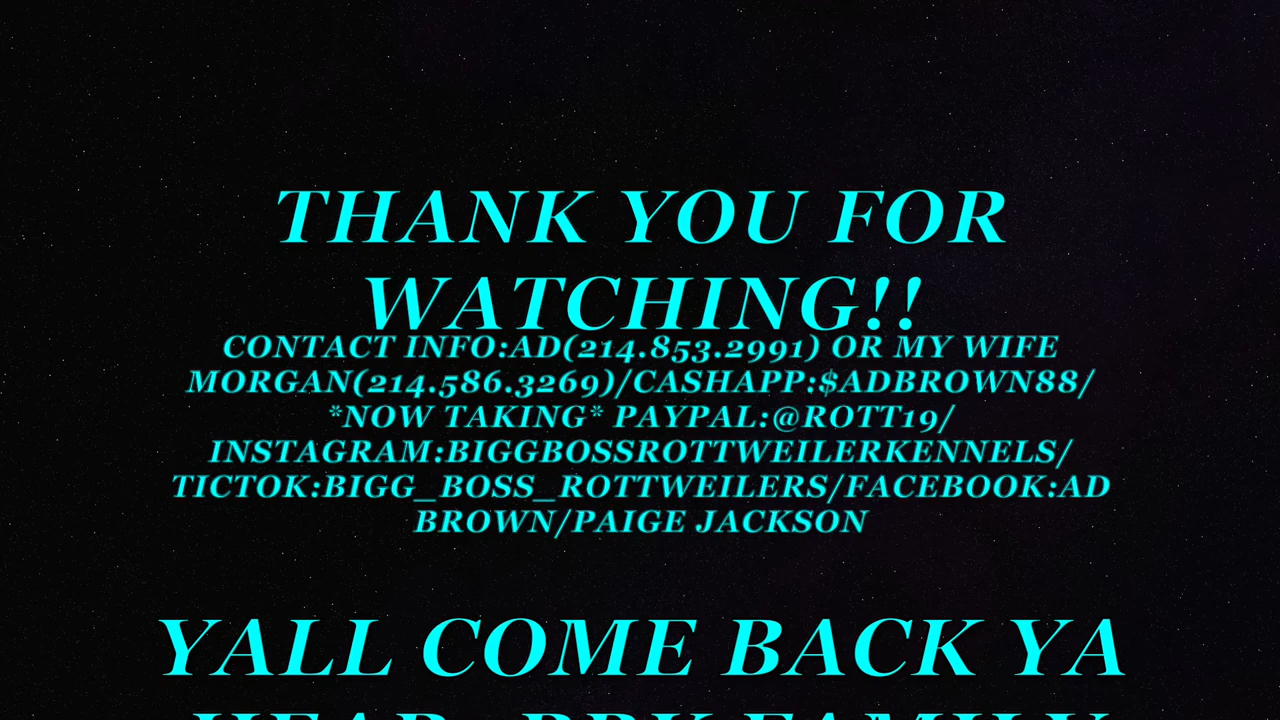 THANK YOU FOR
WATCHING!!
CONTACT INFO:AD(214.853.2991) OR MY WIFE
MORGAN(214.586.3269)/CASHAPP:$ADBROWN88/
*NOW TAKING* PAYPAL:@ROTT19/
INSTAGRAM:BIGGBOSSROTTWEILERKENNELS/
TICTOK:BIGG_BOSS_ROTTWEILERS/FACEBOOK:AD
BROWN/PAIGE JACKSON
YALL COME BACK YA
FAMILY